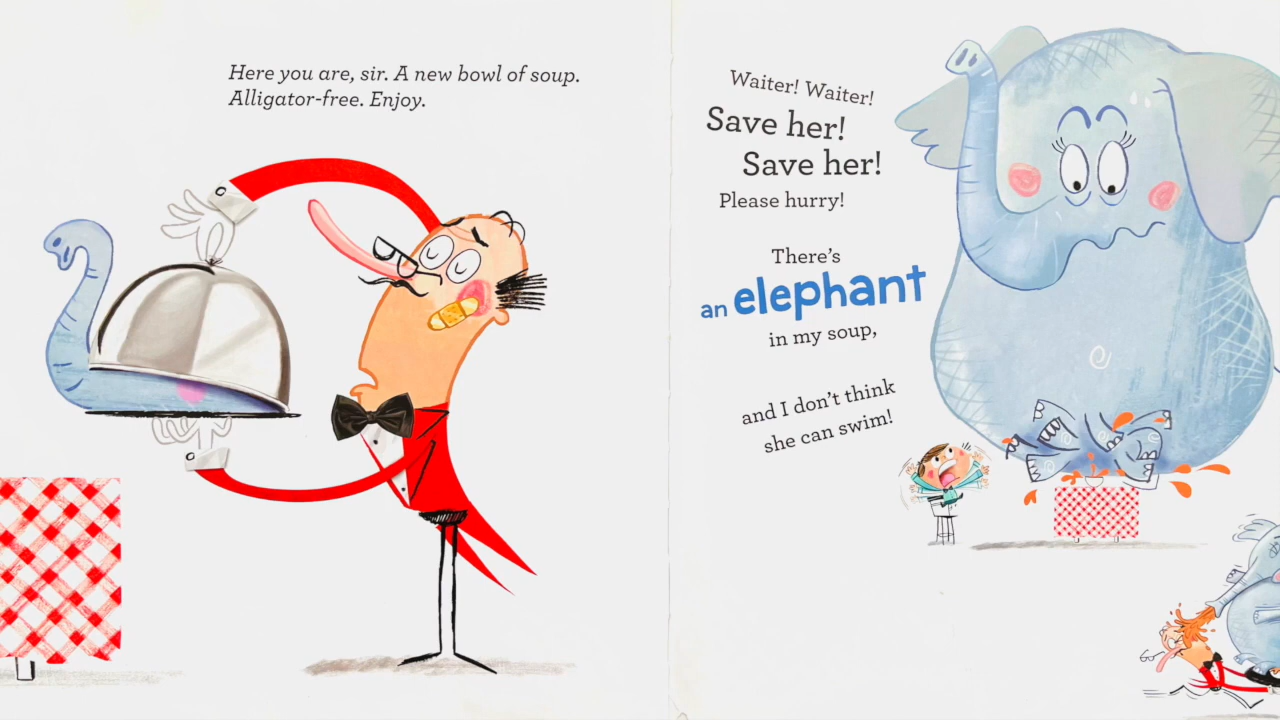 Here you are, sir. A new bowl of soup.
Alligator-free. Enjoy.
Waiter! Waiter!
Save her!
Save her!
Please hurry!
There’s
an elephant
in my soup,
and I don’t think
she can swim!